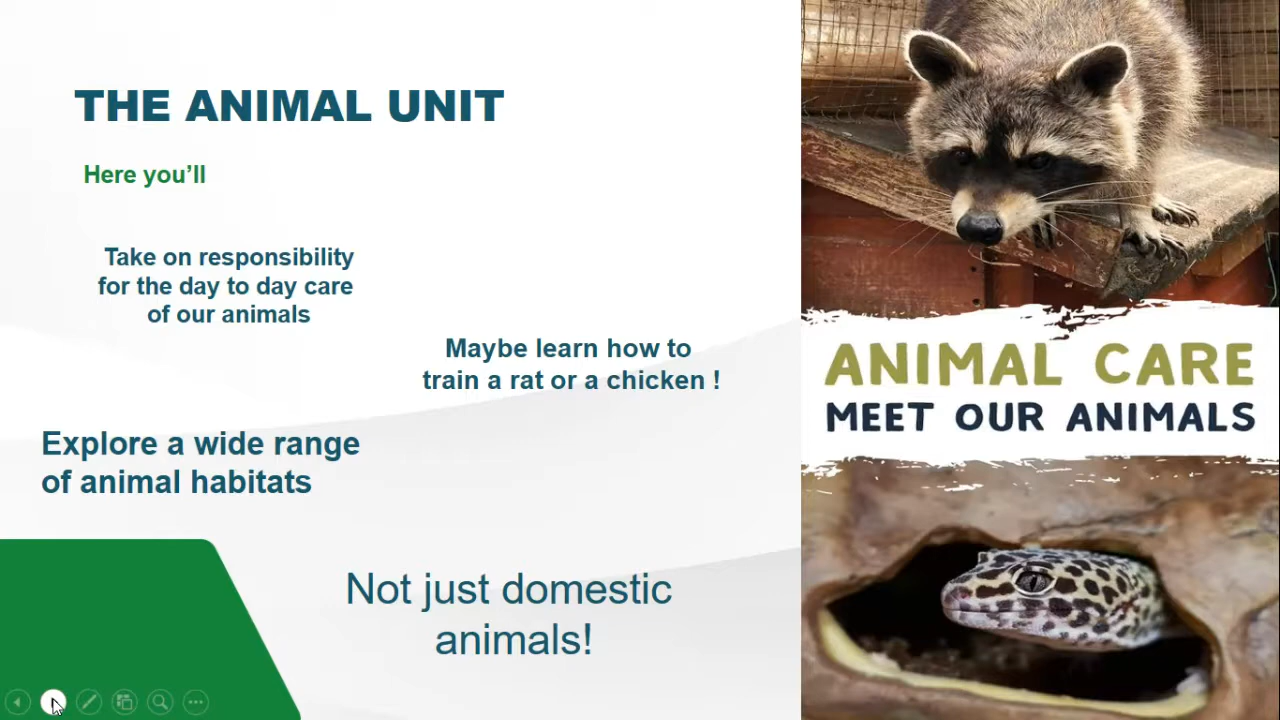 THE ANIMAL UNIT
Here you’ll
Take on responsibility
for the day to day care
of our animals
Maybe learn how to
train a rat or a chicken !
Explore a wide range
of animal habitats
Not just domestic
animals!
ANIMAL CARE
MEET OUR ANIMALS